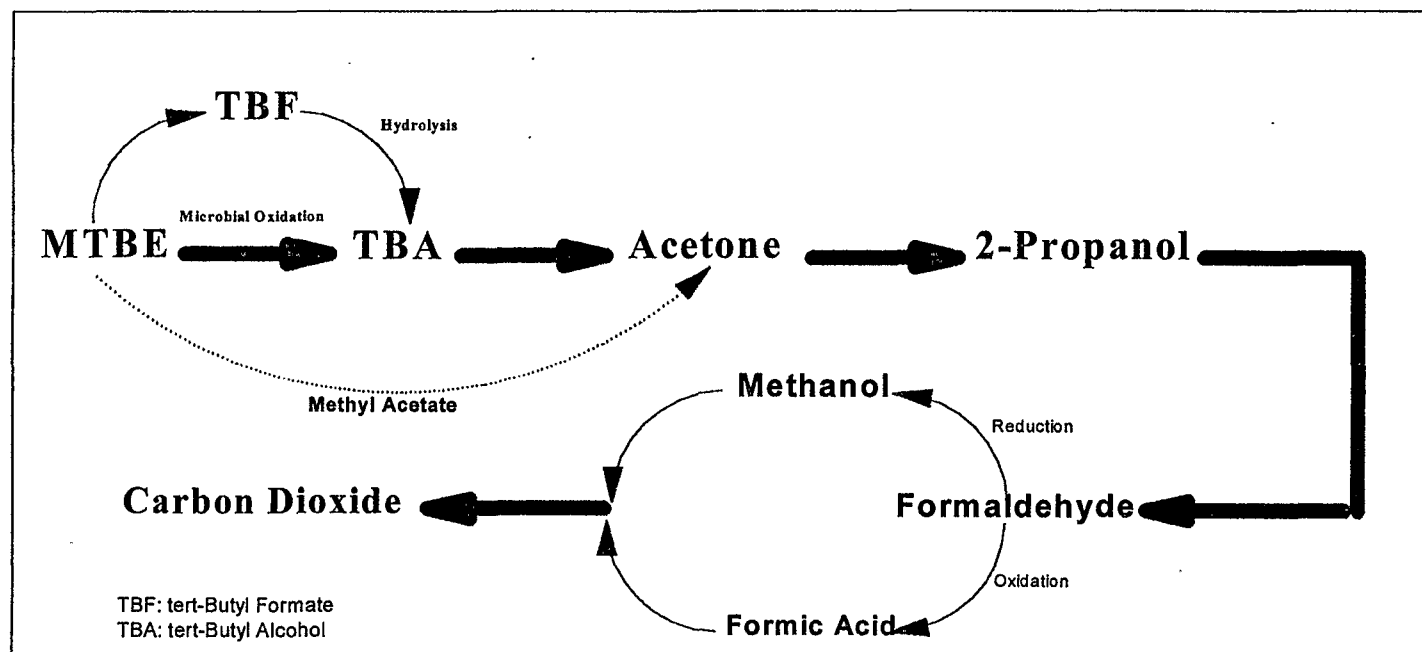 TBF
Hydrolysis
Microbial Oxidation
MTBE
TBA
Acetone
2-Propanol
Methyl Acetate
Methanol
Reduction
Carbon Dioxide
Formaldehyde
Oxidation
Formic Acid
TBF: tert-Butyl Formate
TBA: tert-Butyl Alcohol